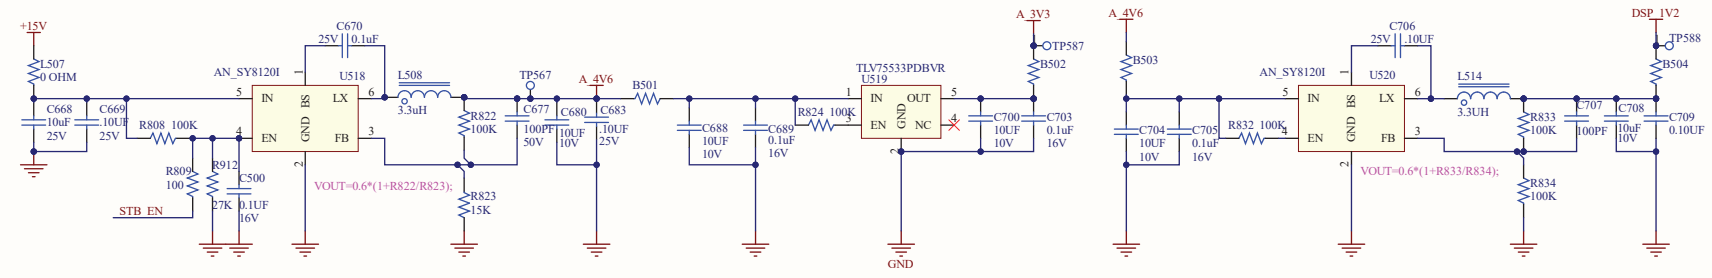 +15V
L507
0 OHM
C668
10uF
25V
C669
.10UF
25V
R808 100K
R809
100
STB_EN
R912
27K
C500
0.1UF
16V
AN_SY8120I
C670
25V 0.1uF
U518
1
5 IN BS LX 6
4 EN GND FB 3
2
VOUT=0.6*(1+R822/R823);
L508
3.3uH
R822
100K
R823
15K
TP567
C677
100PF
50V
C680
10UF
10V
A_4V6
C683
.10UF
25V
B501
C688
10UF
10V
C689
0.1uF
16V
R824 100K
TLV75533PDBVR
U519
1 IN OUT 5
3 EN GND NC 4
2
GND
A_3V3
TP587
B502
C700
10UF
10V
C703
0.1uF
16V
A_4V6
B503
C704
10UF
10V
C705
0.1uF
16V
R832 100K
AN_SY8120I
C706
25V .10UF
U520
1
5 IN BS LX 6
4 EN GND FB 3
2
VOUT=0.6*(1+R833/R834);
L514
3.3UH
R833
100K
R834
100K
C707
100PF
C708
10uF
10V
DSP_1V2
TP588
B504
C709
0.10UF